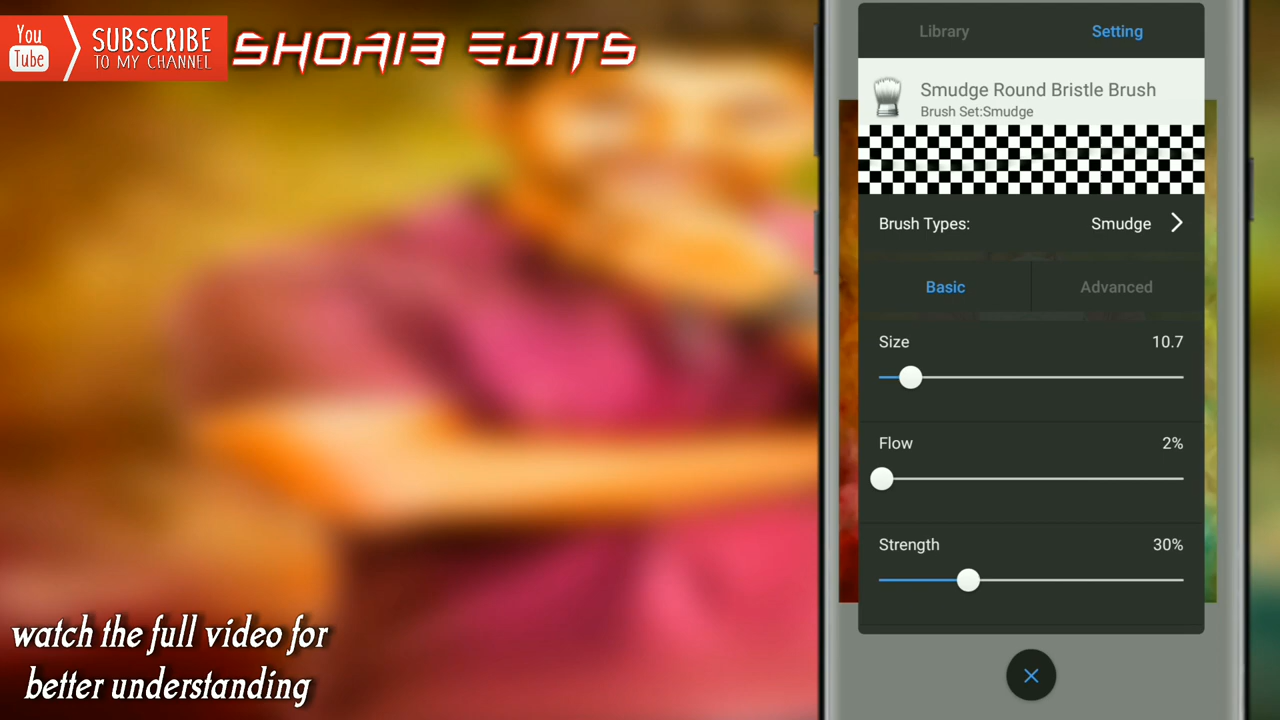 You
Tube
SUBSCRIBE
TO MY CHANNEL
SHOAIB EDITS
Library
Setting
Smudge Round Bristle Brush
Brush Set:Smudge
Brush Types:
Smudge
Basic
Advanced
Size
10.7
Flow
2%
Strength
30%
watch the full video for
better understanding